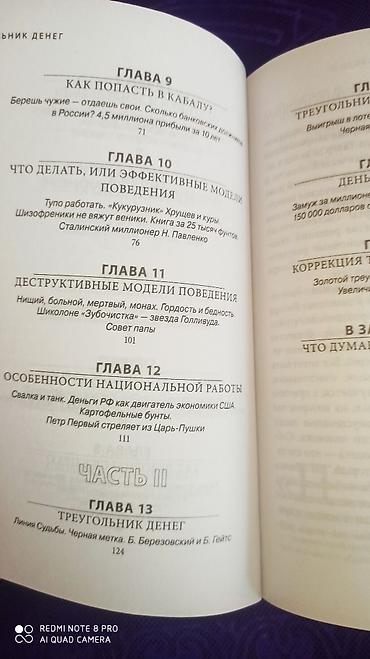 ЛЬНИК ДЕНЕГ
ГЛАВА 9
КАК ПОПАСТЬ В КАБАЛУ?
Берешь чужие — отдаешь свои. Сколько банковских должников
в России? 4,5 миллиона прибыли за 10 лет
71
ГЛАВА 10
ЧТО ДЕЛАТЬ, ИЛИ ЭФФЕКТИВНЫЕ МОДЕЛИ
ПОВЕДЕНИЯ
Тупо работать. «Кукурузник» Хрущев и куры.
Шизофреники не вяжут веники. Книга за 25 тысяч фунтов.
Сталинский миллионер Н. Павленко
76
ГЛАВА 11
ДЕСТРУКТИВНЫЕ МОДЕЛИ ПОВЕДЕНИЯ
Нищий, больной, мертвый, монах. Гордость и бедность.
Шиколоне «Зубочистка» — звезда Голливуда.
Совет папы
101
ГЛАВА 12
ОСОБЕННОСТИ НАЦИОНАЛЬНОЙ РАБОТЫ
Свалка и танк. Деньги РФ как двигатель экономики США.
Картофельные бунты.
Петр Первый стреляет из Царь-Пушки
111
ЧАСТЬ II
ГЛАВА 13
ТРЕУГОЛЬНИК ДЕНЕГ
Линия Судьбы. Черная метка. Б. Березовский и Б. Гейтс
124
ГЛА
ТРЕУГОЛЬНИК
Выигрыш в лоте
Черная
ДЕНЬ
Замуж за миллионе
150 000 долларов
КОРРЕКЦИЯ Т
Золотой треу
Увелич
В ЗА
ЧТО ДУМА
REDMI NOTE 8 PRO
AI QUAD CAMERA